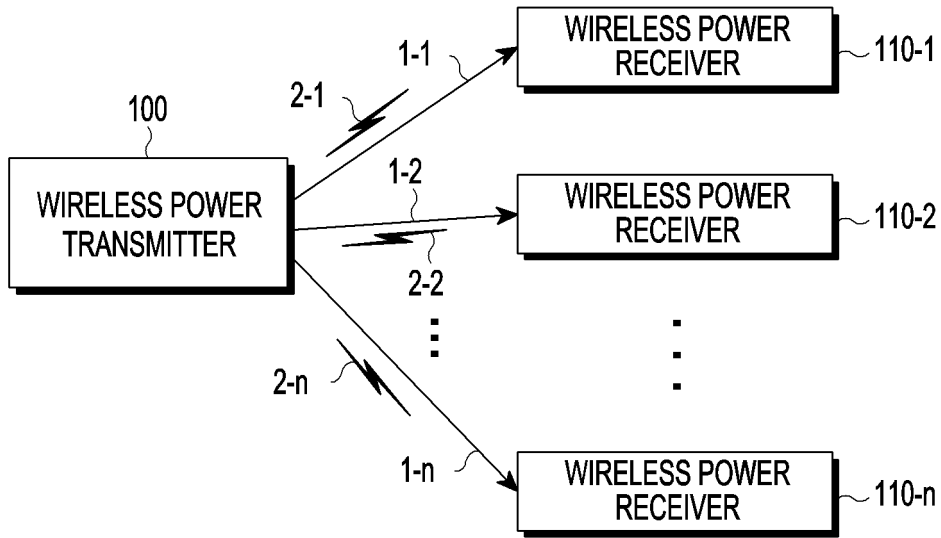 WIRELESS POWER
RECEIVER
110-1
1-1
2-1
100
WIRELESS POWER
TRANSMITTER
1-2
WIRELESS POWER
RECEIVER
110-2
2-2
2-n
1-n
WIRELESS POWER
RECEIVER
110-n